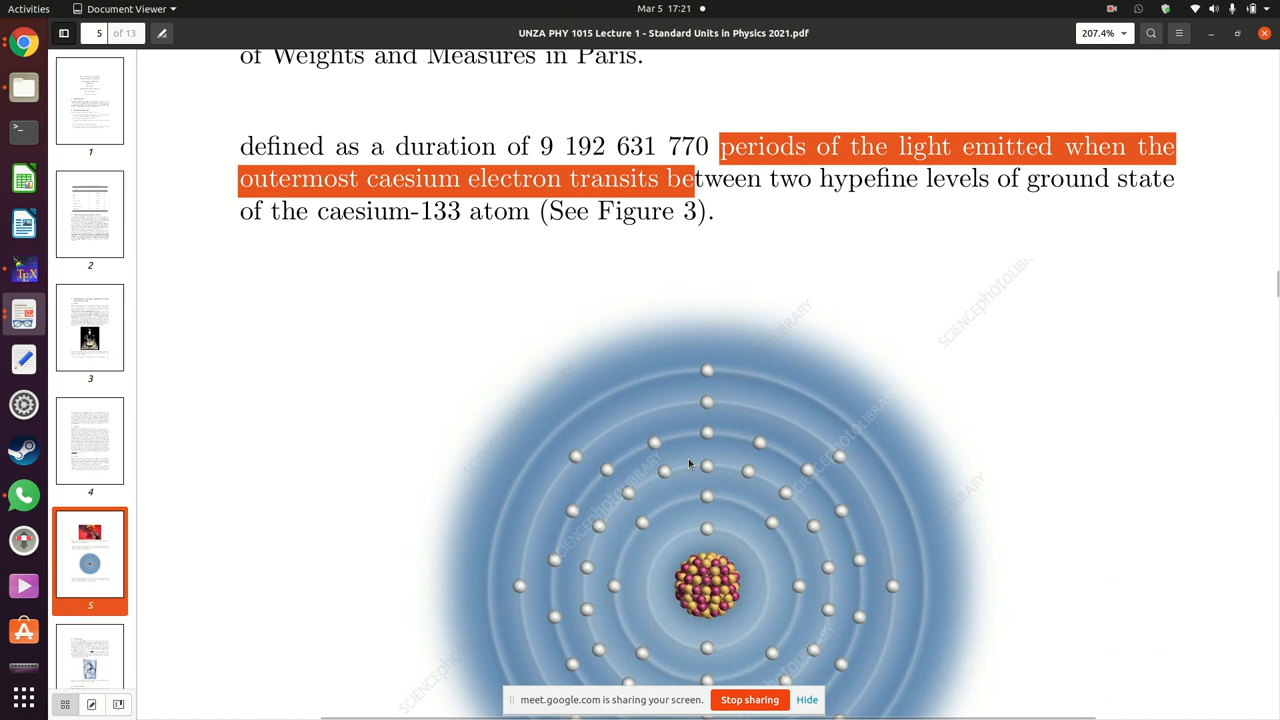 Activities
Document Viewer
Mar 5 17:21
5 of 13
UNZA PHY 1015 Lecture 1 - Standard Units in Physics 2021.pdf
207.4%
of Weights and Measures in Paris.
defined as a duration of 9 192 631 770 periods of the light emitted when the
outermost caesium electron transits between two hypefine levels of ground state
of the caesium-133 atom (See Figure 3).
1
2
3
4
5
SCIENCEphotoLIBRARY
SCIENCEphotoLIBRARY
SCIENCEphotoLIBRARY
TEX
meet.google.com is sharing your screen.
Stop sharing
Hide